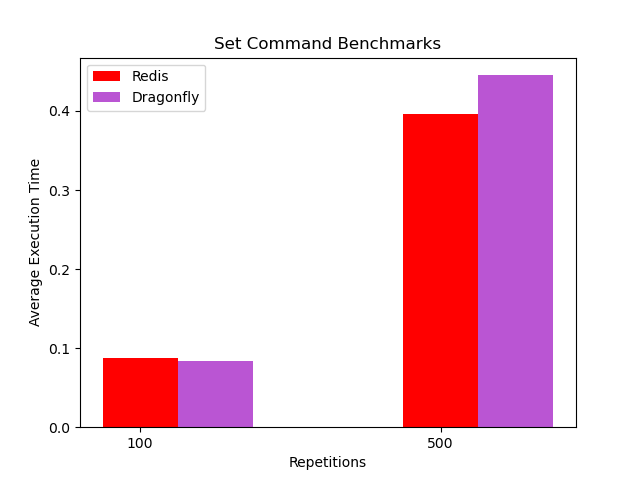 Set Command Benchmarks
Redis
Dragonfly
Average Execution Time
0.4
0.3
0.2
0.1
0.0
100
500
Repetitions